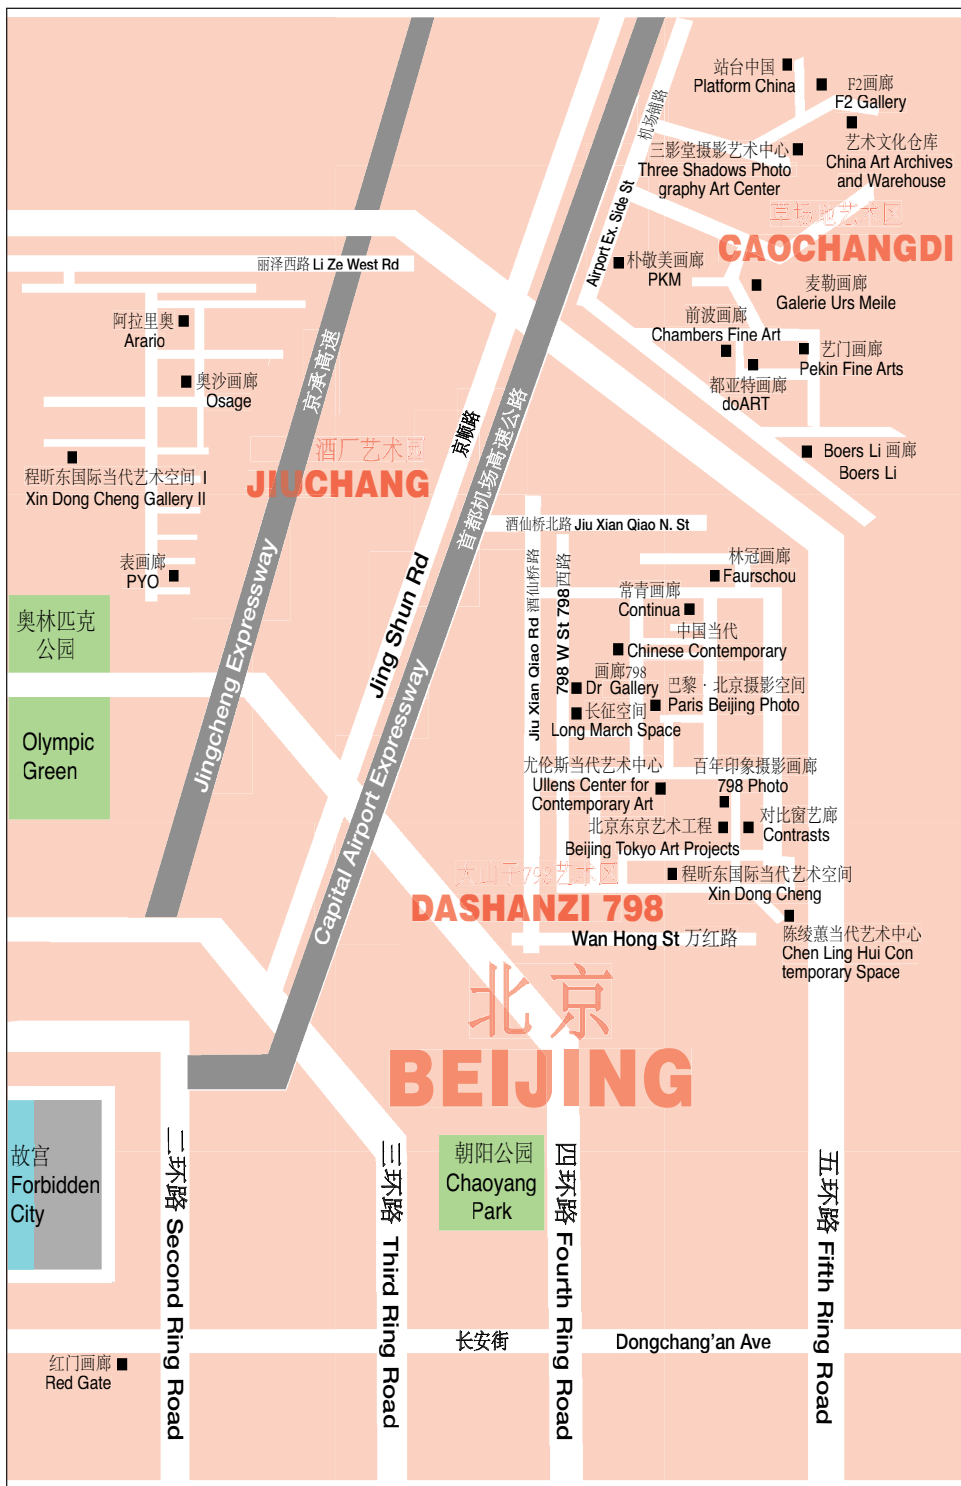 站台中国
Platform China
F2画廊
F2 Gallery
机场铺路
三影堂摄影艺术中心
Three Shadows Photo
graphy Art Center
艺术文化仓库
China Art Archives
and Warehouse
草场地艺术区
CAOCHANGDI
Airport Ex. Side St
丽泽西路 Li Ze West Rd
朴敬美画廊
PKM
麦勒画廊
Galerie Urs Meile
前波画廊
Chambers Fine Art
艺门画廊
Pekin Fine Arts
都亚特画廊
doART
阿拉里奥
Arario
奥沙画廊
Osage
京承高速
京顺路
首都机场高速公路
酒厂艺术园
JIUCHANG
Boers Li 画廊
Boers Li
程昕东国际当代艺术空间 I
Xin Dong Cheng Gallery II
酒仙桥北路 Jiu Xian Qiao N. St
表画廊
PYO
林冠画廊
Faurschou
常青画廊
Continua
中国当代
Chinese Contemporary
奥林匹克
公园
Olympic
Green
Jingcheng Expressway
Jing Shun Rd
Capital Airport Expressway
Jiu Xian Qiao Rd 酒仙桥路
798 W St 798西路
画廊798
Dr Gallery
巴黎 · 北京摄影空间
Paris Beijing Photo
长征空间
Long March Space
尤伦斯当代艺术中心
Ullens Center for
Contemporary Art
百年印象摄影画廊
798 Photo
对比窗艺廊
Contrasts
北京东京艺术工程
Beijing Tokyo Art Projects
大山子798艺术区
DASHANZI 798
程昕东国际当代艺术空间
Xin Dong Cheng
Wan Hong St 万红路
陈绫蕙当代艺术中心
Chen Ling Hui Con
temporary Space
北京
BEIJING
故宫
Forbidden
City
朝阳公园
Chaoyang
Park
二环路 Second Ring Road
三环路 Third Ring Road
四环路 Fourth Ring Road
五环路 Fifth Ring Road
长安街
Dongchang'an Ave
红门画廊
Red Gate